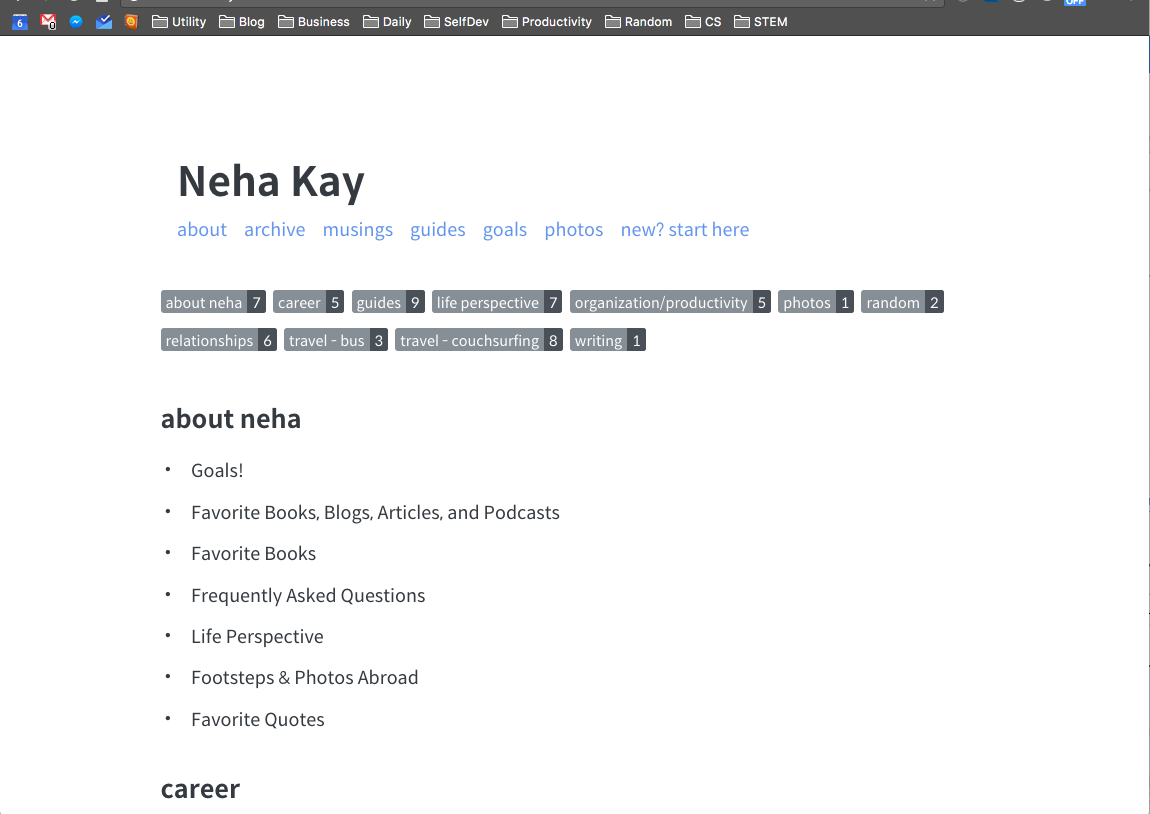 6 0 Utility Blog Business Daily SelfDev Productivity Random CS STEM OFF
Neha Kay
about archive musings guides goals photos new? start here
about neha 7 career 5 guides 9 life perspective 7 organization/productivity 5 photos 1 random 2
relationships 6 travel - bus 3 travel - couchsurfing 8 writing 1
about neha
• Goals!
• Favorite Books, Blogs, Articles, and Podcasts
• Favorite Books
• Frequently Asked Questions
• Life Perspective
• Footsteps & Photos Abroad
• Favorite Quotes
career